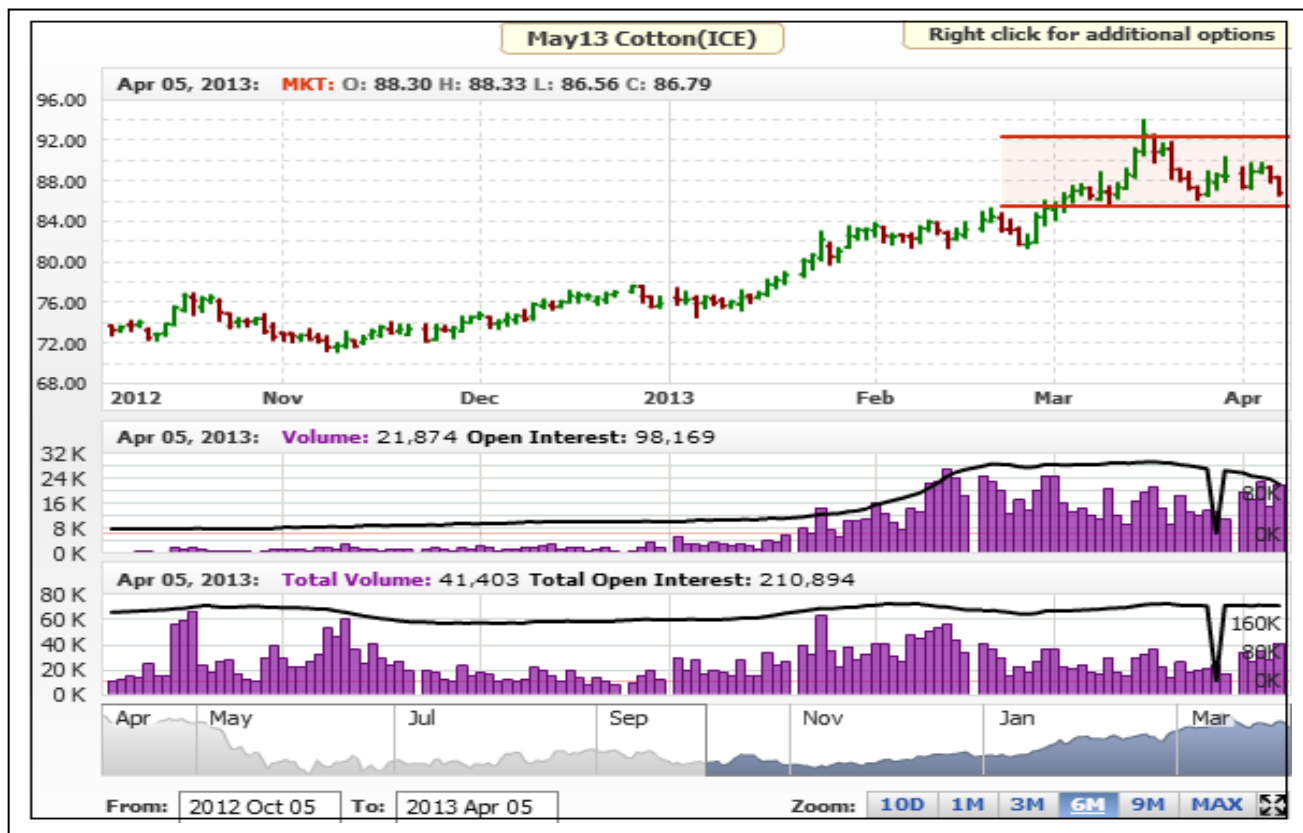 May13 Cotton(ICE)
Right click for additional options
Apr 05, 2013: MKT: O: 88.30 H: 88.33 L: 86.56 C: 86.79
96.00
92.00
88.00
84.00
80.00
76.00
72.00
68.00
2012 Nov Dec 2013 Feb Mar Apr
Apr 05, 2013: Volume: 21,874 Open Interest: 98,169
32 K
24 K
16 K
8 K
0 K
80K
0K
Apr 05, 2013: Total Volume: 41,403 Total Open Interest: 210,894
80 K
60 K
40 K
20 K
0 K
160K
80K
0K
Apr May Jul Sep Nov Jan Mar
From: 2012 Oct 05 To: 2013 Apr 05 Zoom: 10D 1M 3M 6M 9M MAX